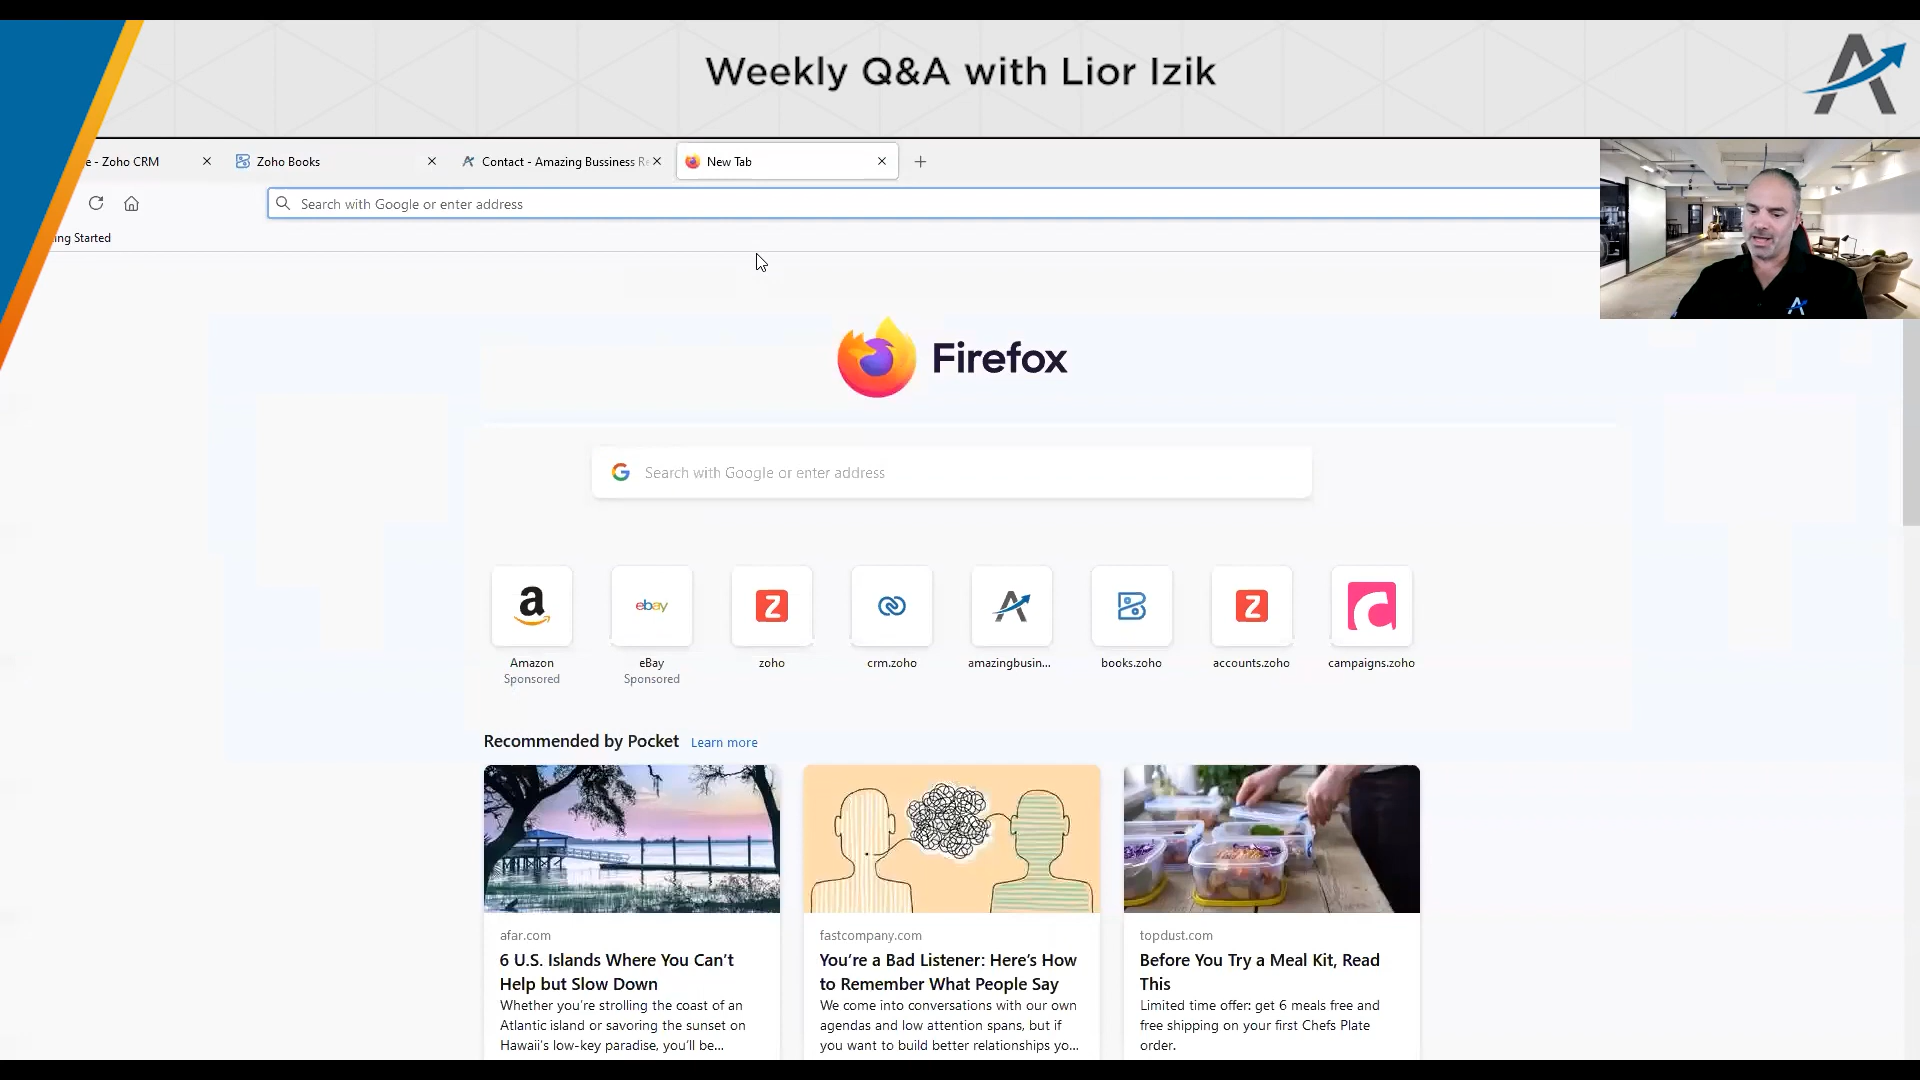 Weekly Q&A with Lior Izik
e - Zoho CRM
Zoho Books
Contact - Amazing Bussiness Re
New Tab
Search with Google or enter address
ing Started
Firefox
Search with Google or enter address
Amazon
Sponsored
eBay
Sponsored
zoho
crm.zoho
amazingbusin...
books.zoho
accounts.zoho
campaigns.zoho
Recommended by Pocket Learn more
afar.com
6 U.S. Islands Where You Can't
Help but Slow Down
Whether you're strolling the coast of an
Atlantic island or savoring the sunset on
Hawaii's low-key paradise, you'll be...
fastcompany.com
You're a Bad Listener: Here's How
to Remember What People Say
We come into conversations with our own
agendas and low attention spans, but if
you want to build better relationships yo...
topdust.com
Before You Try a Meal Kit, Read
This
Limited time offer: get 6 meals free and
free shipping on your first Chefs Plate
order.